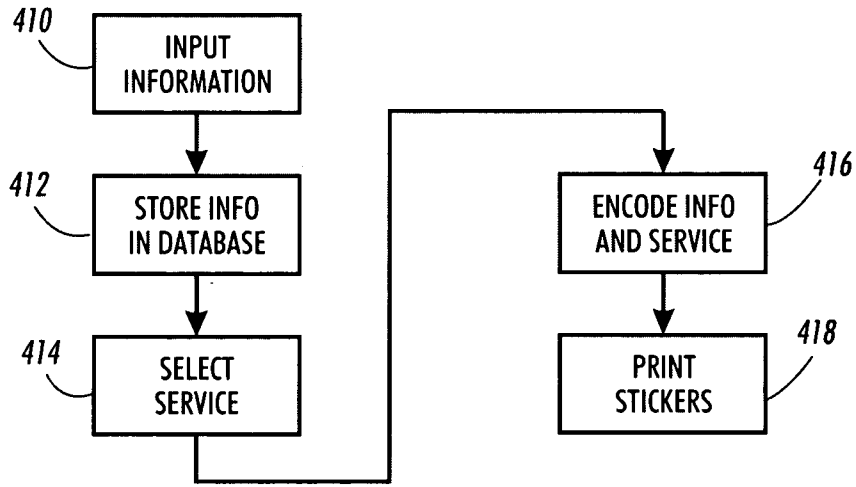 410
INPUT
INFORMATION
412
STORE INFO
IN DATABASE
414
SELECT
SERVICE
416
ENCODE INFO
AND SERVICE
418
PRINT
STICKERS